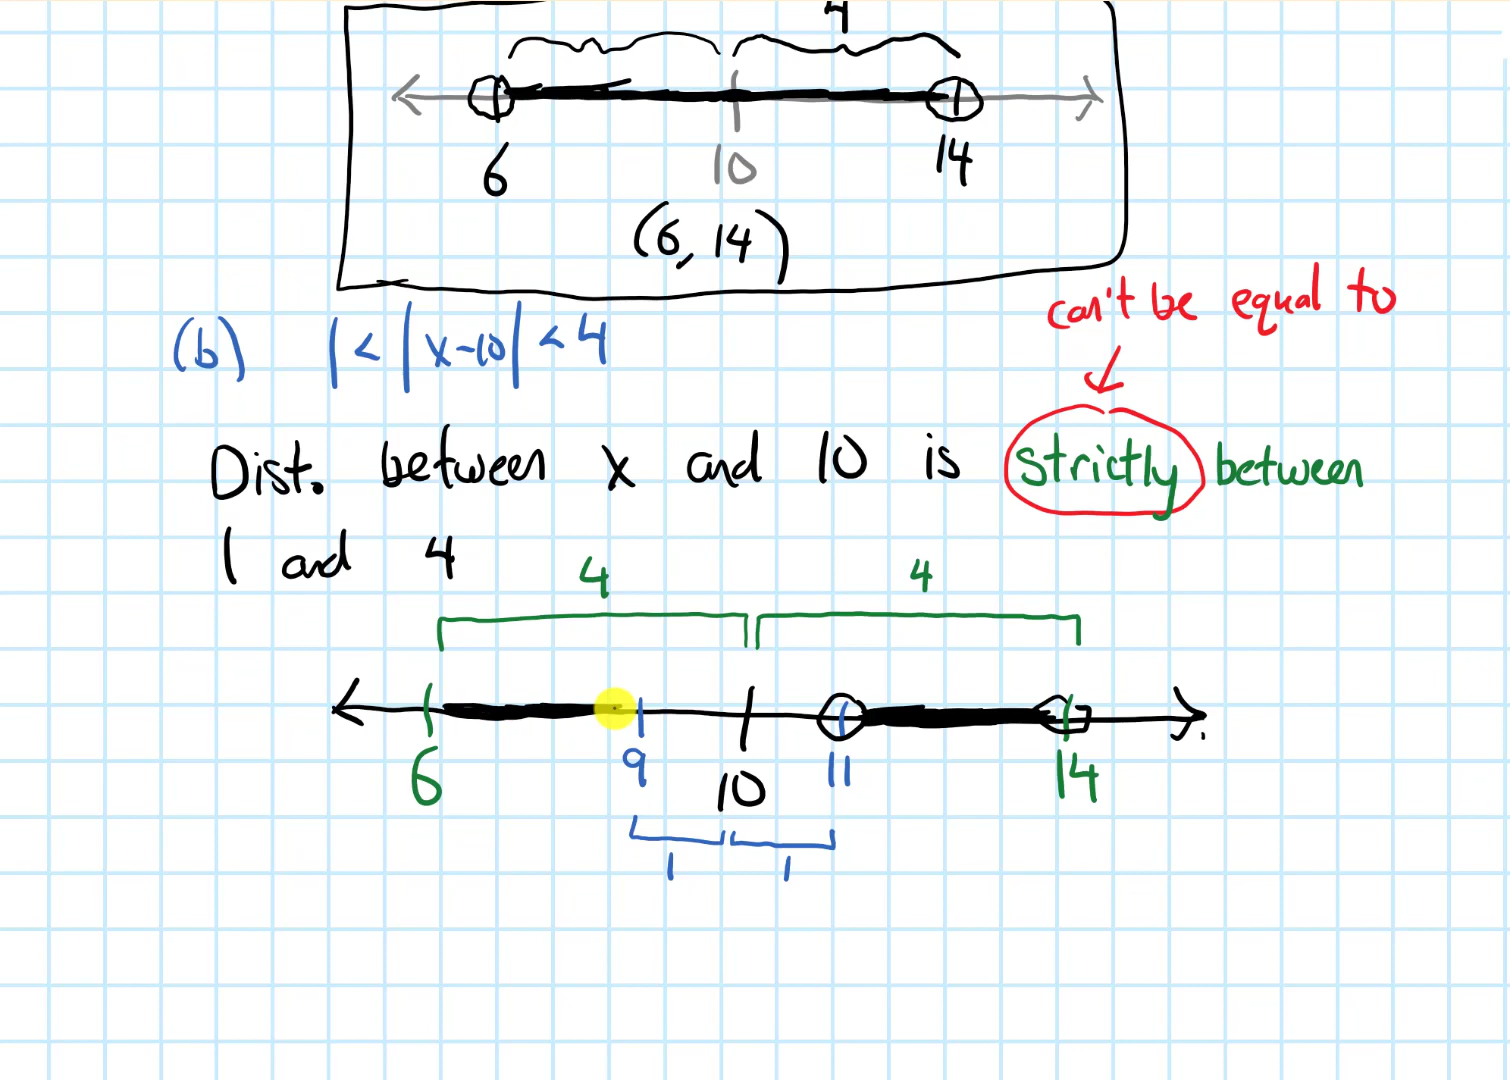 4
6 10 14
(6, 14)
can't be equal to
(b) 1 < |x-10| < 4
Dist. between x and 10 is strictly between
1 and 4
4 4
6 9 10 11 14
1 1